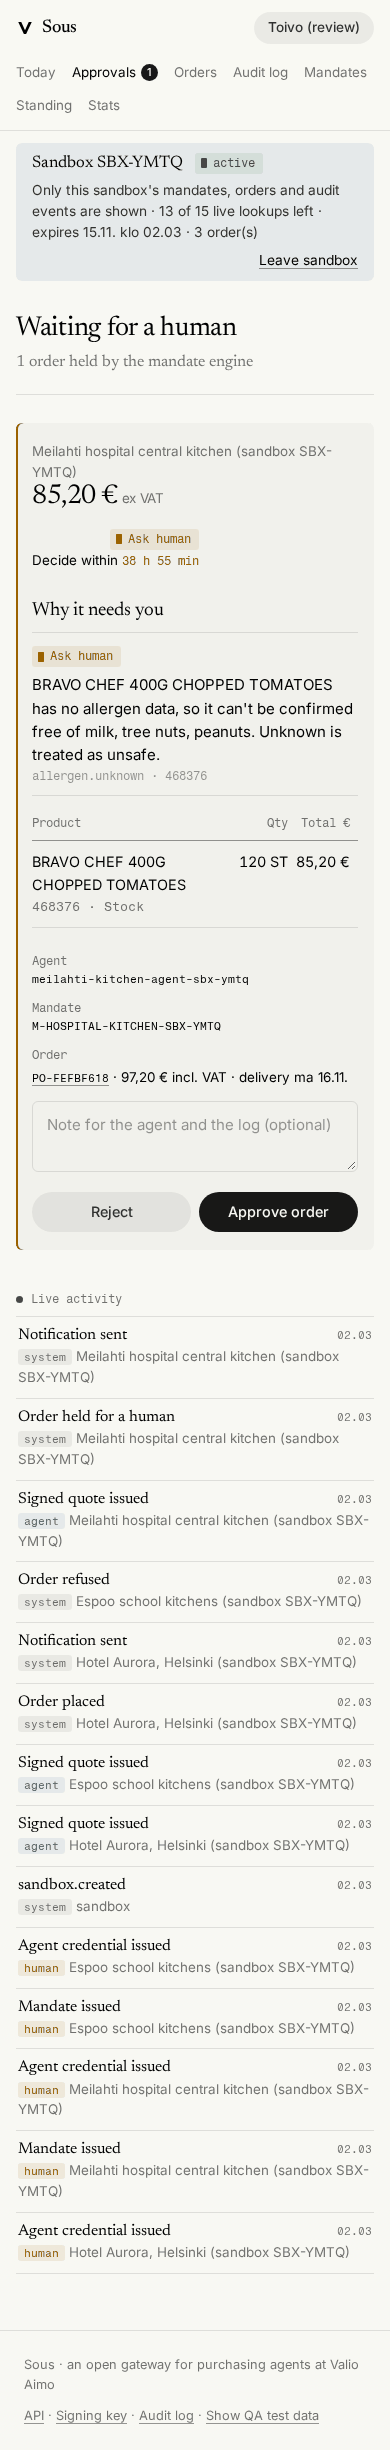 Sous
Toivo (review)
Today Approvals 1 Orders Audit log Mandates
Standing Stats
Sandbox SBX-YMTQ active
Only this sandbox's mandates, orders and audit
events are shown · 13 of 15 live lookups left ·
expires 15.11. klo 02.03 · 3 order(s)
Leave sandbox
Waiting for a human
1 order held by the mandate engine
Meilahti hospital central kitchen (sandbox SBX-
YMTQ)
85,20 € ex VAT
Ask human
Decide within 38 h 55 min
Why it needs you
Ask human
BRAVO CHEF 400G CHOPPED TOMATOES
has no allergen data, so it can't be confirmed
free of milk, tree nuts, peanuts. Unknown is
treated as unsafe.
allergen.unknown · 468376
Product Qty Total €
BRAVO CHEF 400G 120 ST 85,20 €
CHOPPED TOMATOES
468376 · Stock
Agent
meilahti-kitchen-agent-sbx-ymtq
Mandate
M-HOSPITAL-KITCHEN-SBX-YMTQ
Order
PO-FEFBF618 · 97,20 € incl. VAT · delivery ma 16.11.
Note for the agent and the log (optional)
Reject Approve order
Live activity
Notification sent 02.03
system Meilahti hospital central kitchen (sandbox
SBX-YMTQ)
Order held for a human 02.03
system Meilahti hospital central kitchen (sandbox
SBX-YMTQ)
Signed quote issued 02.03
agent Meilahti hospital central kitchen (sandbox SBX-
YMTQ)
Order refused 02.03
system Espoo school kitchens (sandbox SBX-YMTQ)
Notification sent 02.03
system Hotel Aurora, Helsinki (sandbox SBX-YMTQ)
Order placed 02.03
system Hotel Aurora, Helsinki (sandbox SBX-YMTQ)
Signed quote issued 02.03
agent Espoo school kitchens (sandbox SBX-YMTQ)
Signed quote issued 02.03
agent Hotel Aurora, Helsinki (sandbox SBX-YMTQ)
sandbox.created 02.03
system sandbox
Agent credential issued 02.03
human Espoo school kitchens (sandbox SBX-YMTQ)
Mandate issued 02.03
human Espoo school kitchens (sandbox SBX-YMTQ)
Agent credential issued 02.03
human Meilahti hospital central kitchen (sandbox SBX-
YMTQ)
Mandate issued 02.03
human Meilahti hospital central kitchen (sandbox SBX-
YMTQ)
Agent credential issued 02.03
human Hotel Aurora, Helsinki (sandbox SBX-YMTQ)
Sous · an open gateway for purchasing agents at Valio
Aimo
API · Signing key · Audit log · Show QA test data